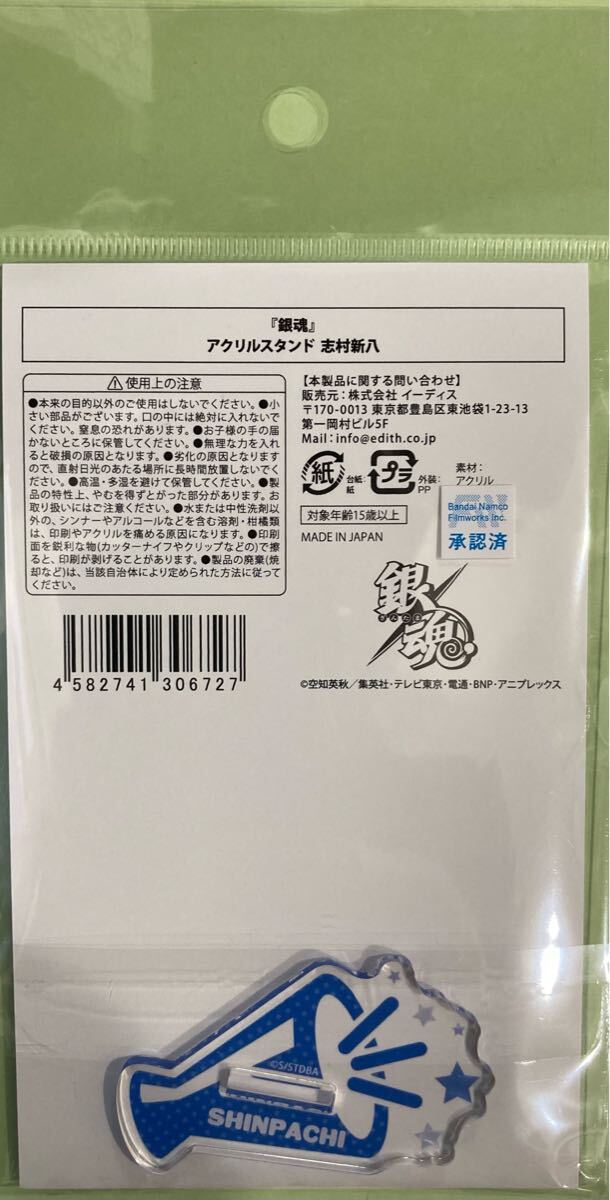 『銀魂』
アクリルスタンド 志村新八
⚠使用上の注意
●本来の目的以外のご使用はしないでください。●小
さい部品がございます。口の中には絶対に入れないで
ください。窒息の恐れがあります。●お子様の手の届
かないところに保管してください。●無理な力を入れ
ると破損の原因となります。●劣化の原因となります
ので、直射日光のあたる場所に長時間放置しないでく
ださい。●高温・多湿を避けて保管してください。●製
品の特性上、やむを得ずとがった部分があります。お
取り扱いにはご注意ください。●水または中性洗剤以
外の、シンナーやアルコールなどを含む溶剤・柑橘類
は、印刷やアクリルを痛める原因になります。●印刷
面を鋭利な物(カッターナイフやクリップなどの)で擦
ると、印刷が剥げることがあります。●製品の廃棄(焼
却など)は、当該自治体により定められた方法に従って
ください。
4 582741 306727
【本製品に関する問い合わせ】
販売元：株式会社 イーディス
〒170-0013 東京都豊島区東池袋1-23-13
第一岡村ビル5F
Mail：info@edith.co.jp
紙 台紙:紙 プラ 外装:PP
素材:
アクリル
対象年齢15歳以上
MADE IN JAPAN
Bandai Namco
Filmworks Inc.
承認済
銀魂
ぎんたま
©空知英秋／集英社・テレビ東京・電通・BNP・アニプレックス
©S/STDBA
SHINPACHI